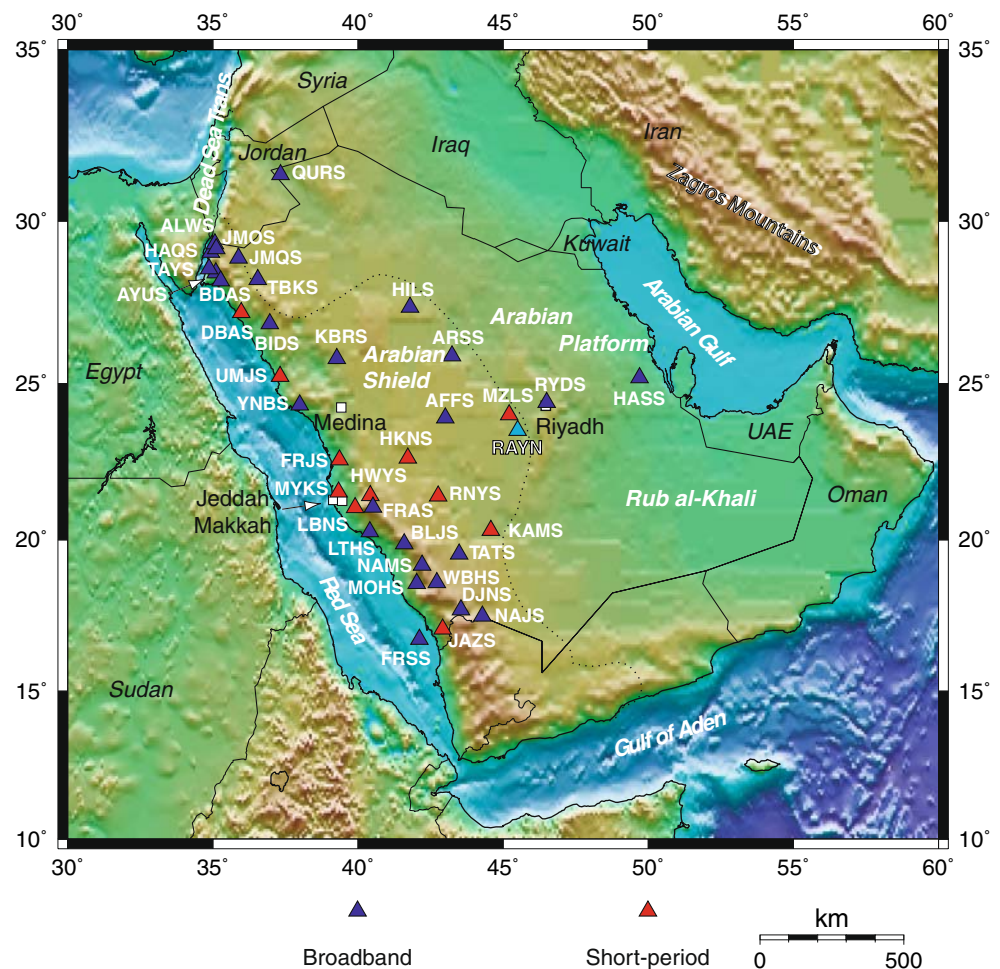 30° 35° 40° 45° 50° 55° 60°
35° 35°
Syria
Iran
Iraq
Jordan
Dead Sea Trans
QURS
Zagros Mountains
30° 30°
ALWS
JMOS
Kuwait
HAQS
JMQS
TAYS
TBKS
AYUS
BDAS
HILS
Arabian Gulf
DBAS
BIDS
KBRS
ARSS
Arabian
Platform
Arabian
Shield
Egypt
25° 25°
UMJS
AFFS
MZLS
RYDS
HASS
YNBS
Medina
Riyadh
UAE
HKNS
RAYN
FRJS
HWYS
MYKS
RNYS
Jeddah
Makkah
FRAS
Rub al-Khali
Oman
LBNS
BLJS
KAMS
20° 20°
LTHS
TATS
NAMS
WBHS
MOHS
DJNS
Red Sea
NAJS
JAZS
FRSS
Sudan
15° 15°
Gulf of Aden
10° 10°
30° 35° 40° 45° 50° 55° 60°
km
Broadband
Short-period
0 500